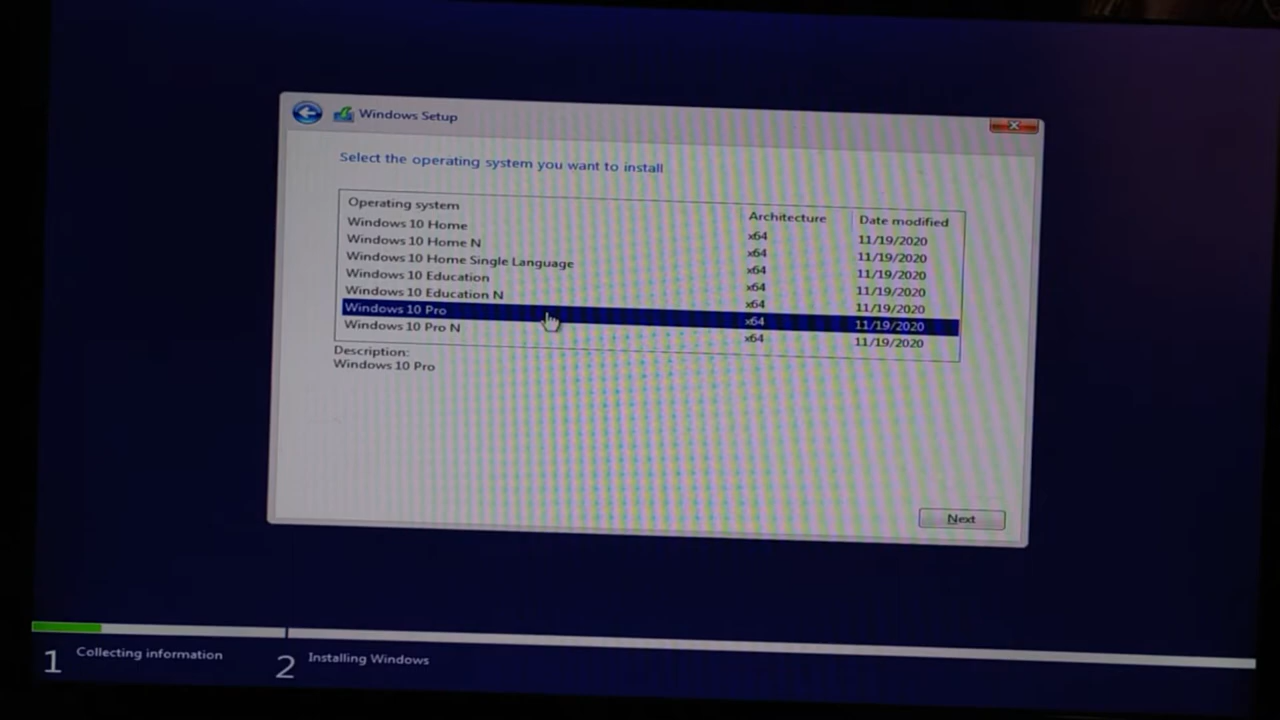 Windows Setup
Select the operating system you want to install
Operating system Architecture Date modified
Windows 10 Home x64 11/19/2020
Windows 10 Home N x64 11/19/2020
Windows 10 Home Single Language x64 11/19/2020
Windows 10 Education x64 11/19/2020
Windows 10 Education N x64 11/19/2020
Windows 10 Pro x64 11/19/2020
Windows 10 Pro N x64 11/19/2020
Description:
Windows 10 Pro
Next
1 Collecting information 2 Installing Windows